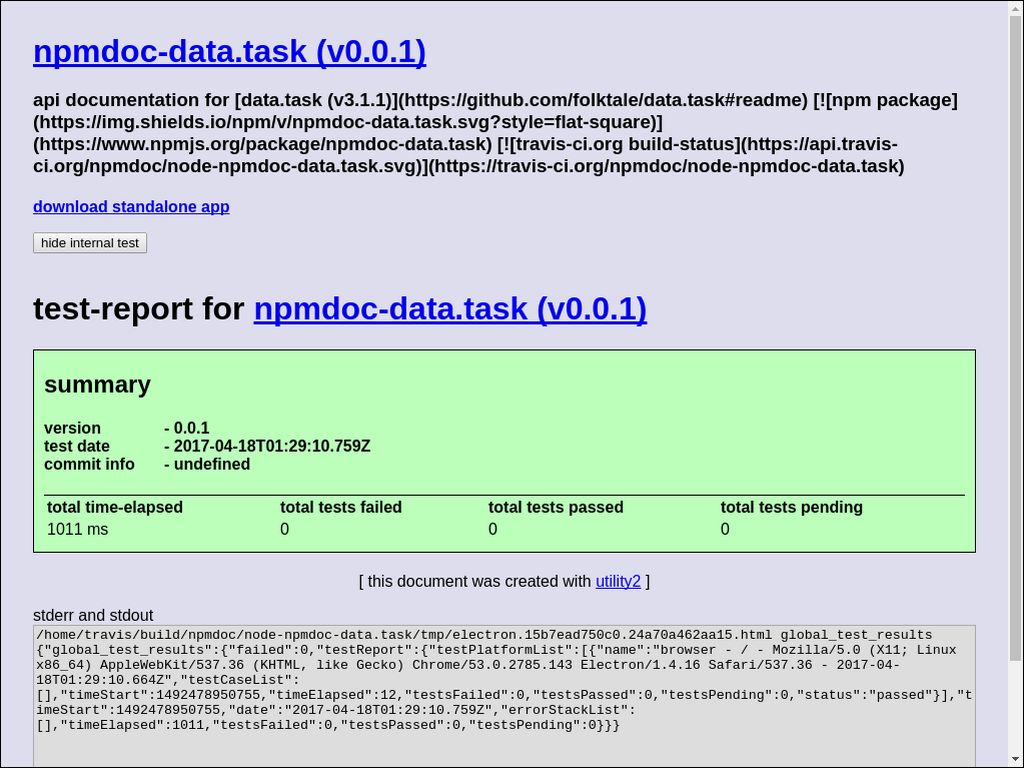 npmdoc-data.task (v0.0.1)
api documentation for [data.task (v3.1.1)](https://github.com/folktale/data.task#readme) [![npm package]
(https://img.shields.io/npm/v/npmdoc-data.task.svg?style=flat-square)]
(https://www.npmjs.org/package/npmdoc-data.task) [![travis-ci.org build-status](https://api.travis-
ci.org/npmdoc/node-npmdoc-data.task.svg)](https://travis-ci.org/npmdoc/node-npmdoc-data.task)
download standalone app
hide internal test
test-report for npmdoc-data.task (v0.0.1)
summary
version - 0.0.1
test date - 2017-04-18T01:29:10.759Z
commit info - undefined
total time-elapsed total tests failed total tests passed total tests pending
1011 ms 0 0 0
[ this document was created with utility2 ]
stderr and stdout
/home/travis/build/npmdoc/node-npmdoc-data.task/tmp/electron.15b7ead750c0.24a70a462aa15.html global_test_results
{"global_test_results":{"failed":0,"testReport":{"testPlatformList":[{"name":"browser - / - Mozilla/5.0 (X11; Linux
x86_64) AppleWebKit/537.36 (KHTML, like Gecko) Chrome/53.0.2785.143 Electron/1.4.16 Safari/537.36 - 2017-04-
18T01:29:10.664Z","testCaseList":
[],"timeStart":1492478950755,"timeElapsed":12,"testsFailed":0,"testsPassed":0,"testsPending":0,"status":"passed"}],"t
imeStart":1492478950755,"date":"2017-04-18T01:29:10.759Z","errorStackList":
[],"timeElapsed":1011,"testsFailed":0,"testsPassed":0,"testsPending":0}}}